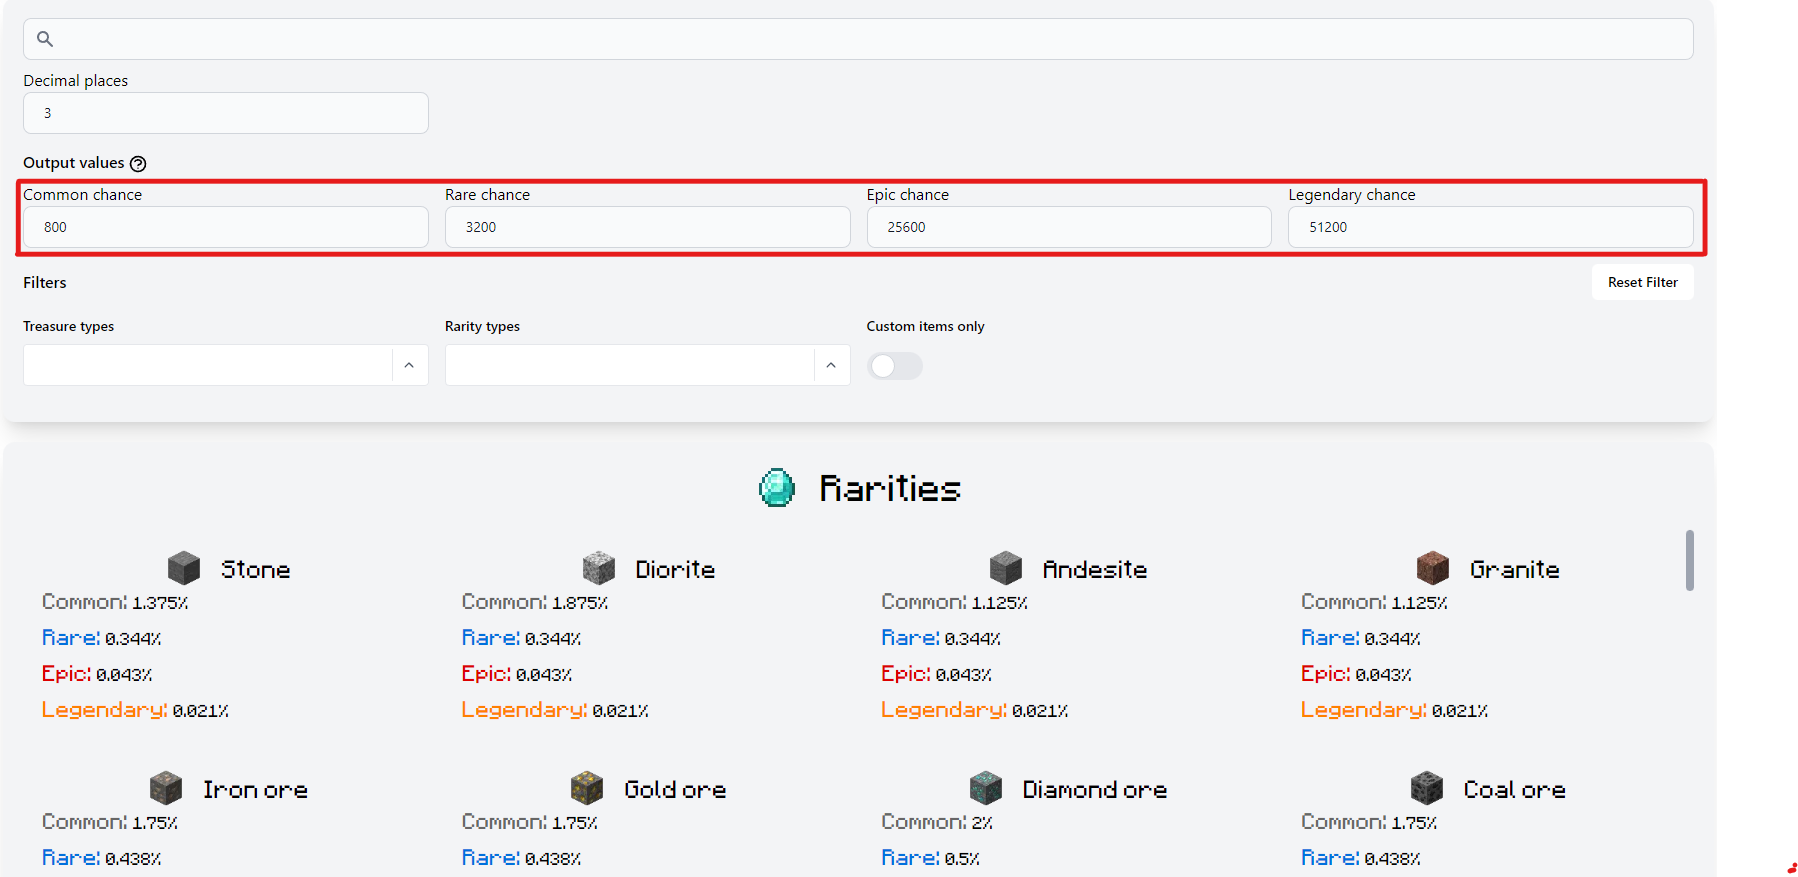 Decimal places
3
Output values
Common chance Rare chance Epic chance Legendary chance
800 3200 25600 51200
Filters Reset Filter
Treasure types Rarity types Custom items only
Rarities
Stone Diorite Andesite Granite
Common: 1.375% Common: 1.875% Common: 1.125% Common: 1.125%
Rare: 0.344% Rare: 0.344% Rare: 0.344% Rare: 0.344%
Epic: 0.043% Epic: 0.043% Epic: 0.043% Epic: 0.043%
Legendary: 0.021% Legendary: 0.021% Legendary: 0.021% Legendary: 0.021%
Iron ore Gold ore Diamond ore Coal ore
Common: 1.75% Common: 1.75% Common: 2% Common: 1.75%
Rare: 0.438% Rare: 0.438% Rare: 0.5% Rare: 0.438%